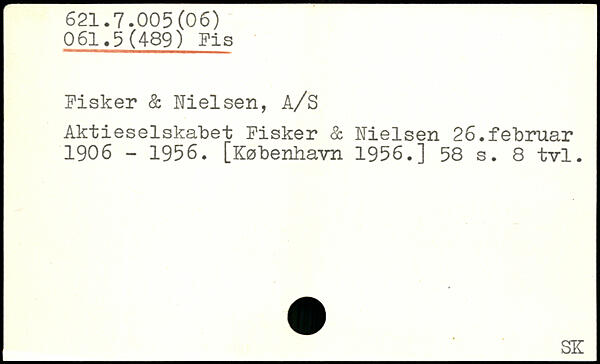 621.7.005(06)
061.5(489) Fis
Fisker & Nielsen, A/S
Aktieselskabet Fisker & Nielsen 26.februar
1906 - 1956. [København 1956.] 58 s. 8 tvl.
SK